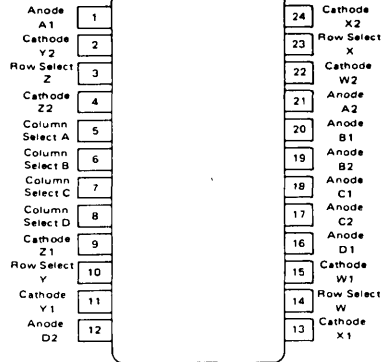 Anode
A1
1
Cathode
Y2
2
Row Select
Z
3
Cathode
Z2
4
Column
Select A
5
Column
Select B
6
Column
Select C
7
Column
Select D
8
Cathode
Z1
9
Row Select
Y
10
Cathode
Y1
11
Anode
D2
12
24
Cathode
X2
23
Row Select
X
22
Cathode
W2
21
Anode
A2
20
Anode
B1
19
Anode
B2
18
Anode
C1
17
Anode
C2
16
Anode
D1
15
Cathode
W1
14
Row Select
W
13
Cathode
X1